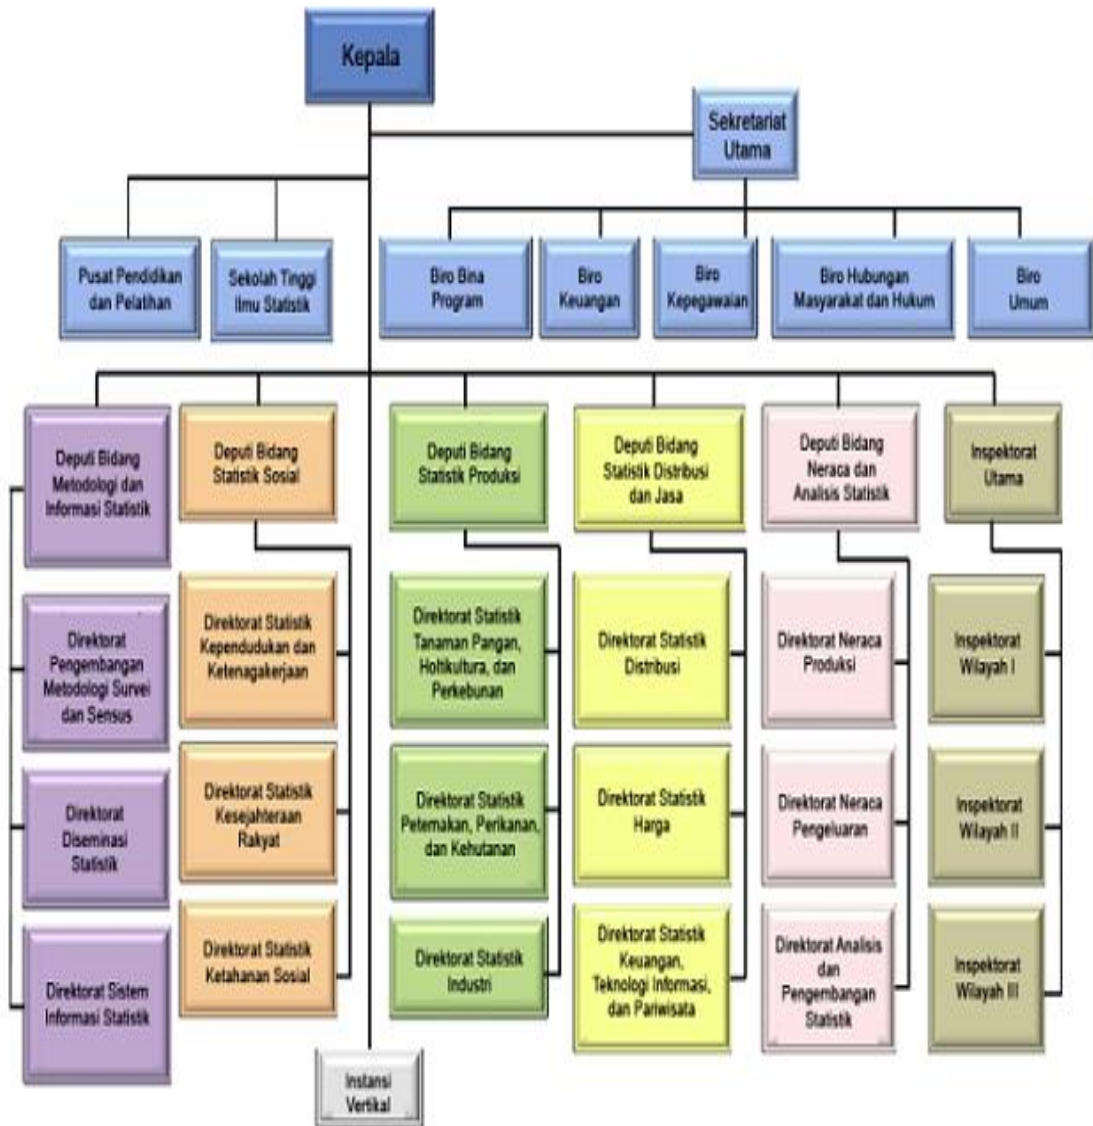 Kepala
Sekretariat
Utama
Pusat Pendidikan
dan Pelatihan
Sekolah Tinggi
Ilmu Statistik
Biro Bina
Program
Biro
Keuangan
Biro
Kepegawaian
Biro Hubungan
Masyarakat dan Hukum
Biro
Umum
Deputi Bidang
Metodologi dan
Informasi Statistik
Deputi Bidang
Statistik Sosial
Deputi Bidang
Statistik Produksi
Deputi Bidang
Statistik Distribusi
dan Jasa
Deputi Bidang
Neraca dan
Analisis Statistik
Inspektorat
Utama
Direktorat
Pengembangan
Metodologi Survei
dan Sensus
Direktorat Statistik
Kependudukan dan
Ketenagakerjaan
Direktorat Statistik
Tanaman Pangan,
Holtikultura, dan
Perkebunan
Direktorat Statistik
Distribusi
Direktorat Neraca
Produksi
Inspektorat
Wilayah I
Direktorat
Diseminasi
Statistik
Direktorat Statistik
Kesejahteraan
Rakyat
Direktorat Statistik
Peternakan, Perikanan,
dan Kehutanan
Direktorat Statistik
Harga
Direktorat Neraca
Pengeluaran
Inspektorat
Wilayah II
Direktorat Sistem
Informasi Statistik
Direktorat Statistik
Ketahanan Sosial
Direktorat Statistik
Industri
Direktorat Statistik
Keuangan,
Teknologi Informasi,
dan Pariwisata
Direktorat Analisis
dan
Pengembangan
Statistik
Inspektorat
Wilayah III
Instansi
Vertikal